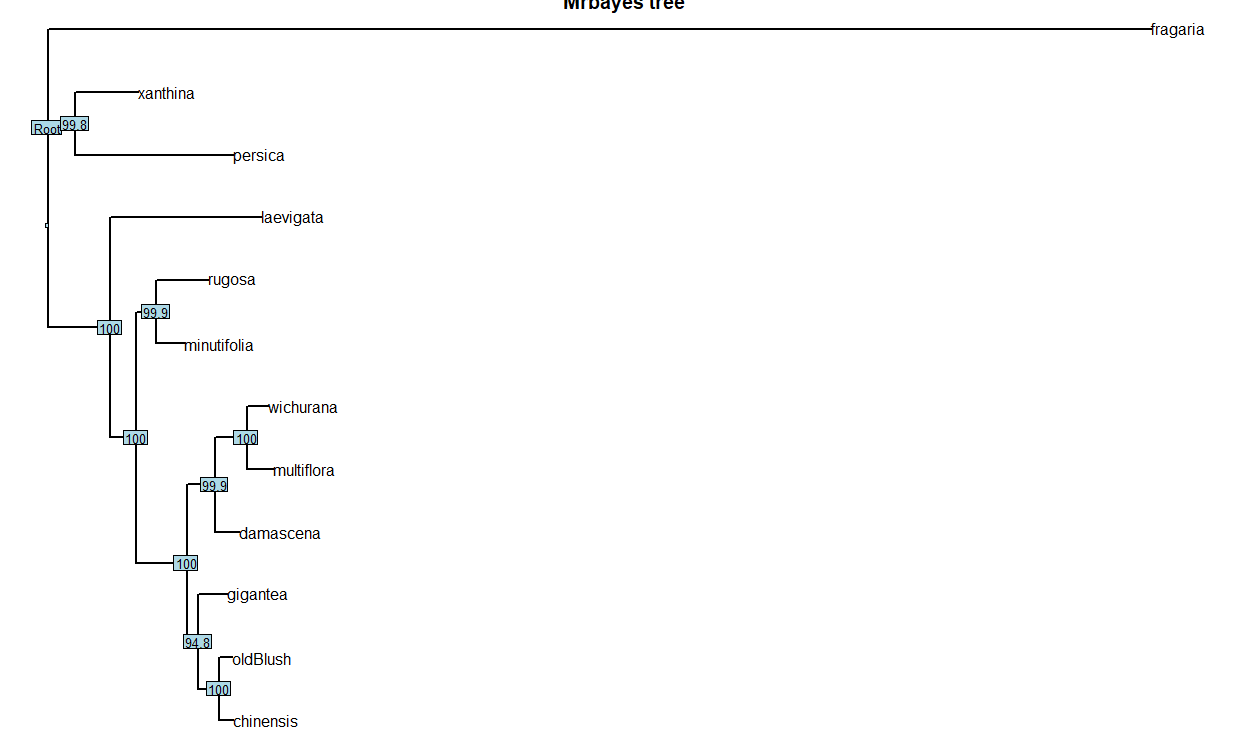 Mrbayes tree
fragaria
xanthina
Root
99.8
persica
laevigata
rugosa
99.9
100
minutifolia
wichurana
100
100
multiflora
99.9
damascena
100
gigantea
94.8
oldBlush
100
chinensis